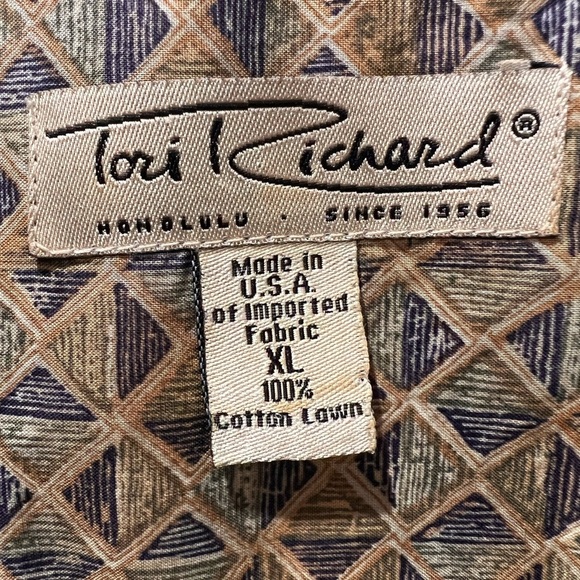 Tori Richard®
HONOLULU · SINCE 1956
Made in
U.S.A.
of Imported
Fabric
XL
100%
Cotton Lawn